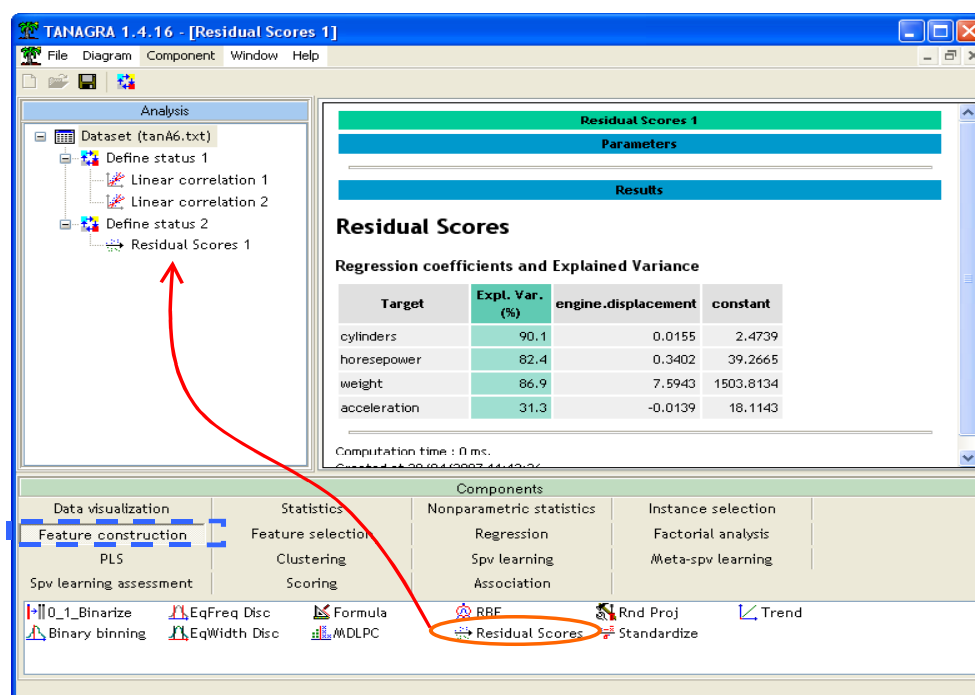 TANAGRA 1.4.16 - [Residual Scores 1]
File Diagram Component Window Help
Analysis
Dataset (tanA6.txt)
Define status 1
Linear correlation 1
Linear correlation 2
Define status 2
Residual Scores 1
Residual Scores 1
Parameters
Results
Residual Scores
Regression coefficients and Explained Variance
Target Expl. Var. (%) engine.displacement constant
cylinders 90.1 0.0155 2.4739
horesepower 82.4 0.3402 39.2665
weight 86.9 7.5943 1503.8134
acceleration 31.3 -0.0139 18.1143
Computation time : 0 ms.
Components
Data visualization Statistics Nonparametric statistics Instance selection
Feature construction Feature selection Regression Factorial analysis
PLS Clustering Spv learning Meta-spv learning
Spv learning assessment Scoring Association
0_1_Binarize EqFreq Disc Formula RBF Rnd Proj Trend
Binary binning EqWidth Disc MDLPC Residual Scores Standardize